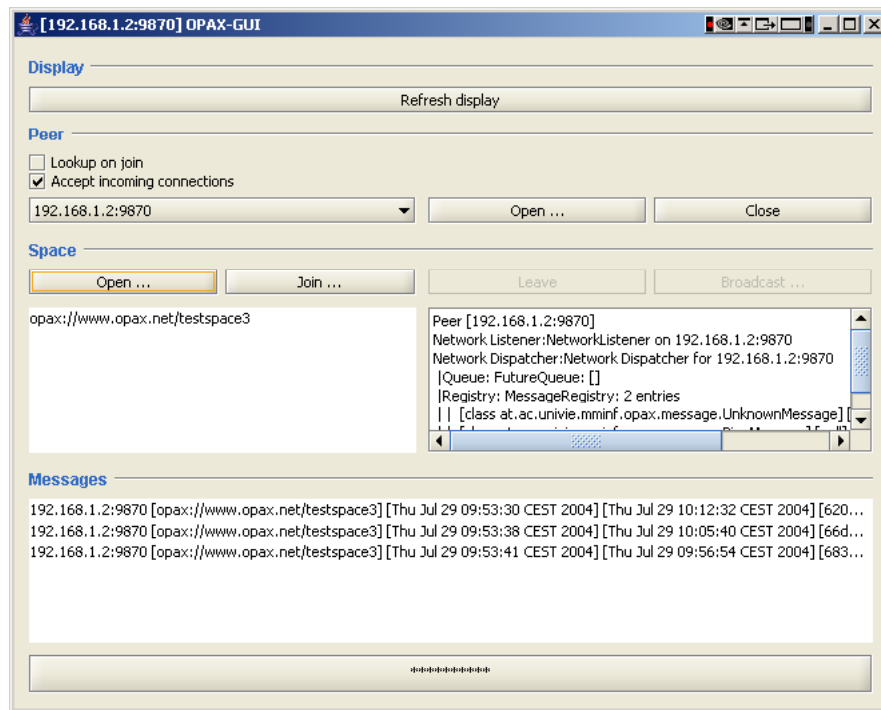 [192.168.1.2:9870] OPAX-GUI
Display
Refresh display
Peer
Lookup on join
Accept incoming connections
192.168.1.2:9870
Open ...
Close
Space
Open ...
Join ...
Leave
Broadcast ...
opax://www.opax.net/testspace3
Peer [192.168.1.2:9870]
Network Listener:NetworkListener on 192.168.1.2:9870
Network Dispatcher:Network Dispatcher for 192.168.1.2:9870
|Queue: FutureQueue: []
|Registry: MessageRegistry: 2 entries
| | [class at.ac.univie.mminf.opax.message.UnknownMessage] [
Messages
192.168.1.2:9870 [opax://www.opax.net/testspace3] [Thu Jul 29 09:53:30 CEST 2004] [Thu Jul 29 10:12:32 CEST 2004] [620...
192.168.1.2:9870 [opax://www.opax.net/testspace3] [Thu Jul 29 09:53:38 CEST 2004] [Thu Jul 29 10:05:40 CEST 2004] [66d...
192.168.1.2:9870 [opax://www.opax.net/testspace3] [Thu Jul 29 09:53:41 CEST 2004] [Thu Jul 29 09:56:54 CEST 2004] [683...
***********